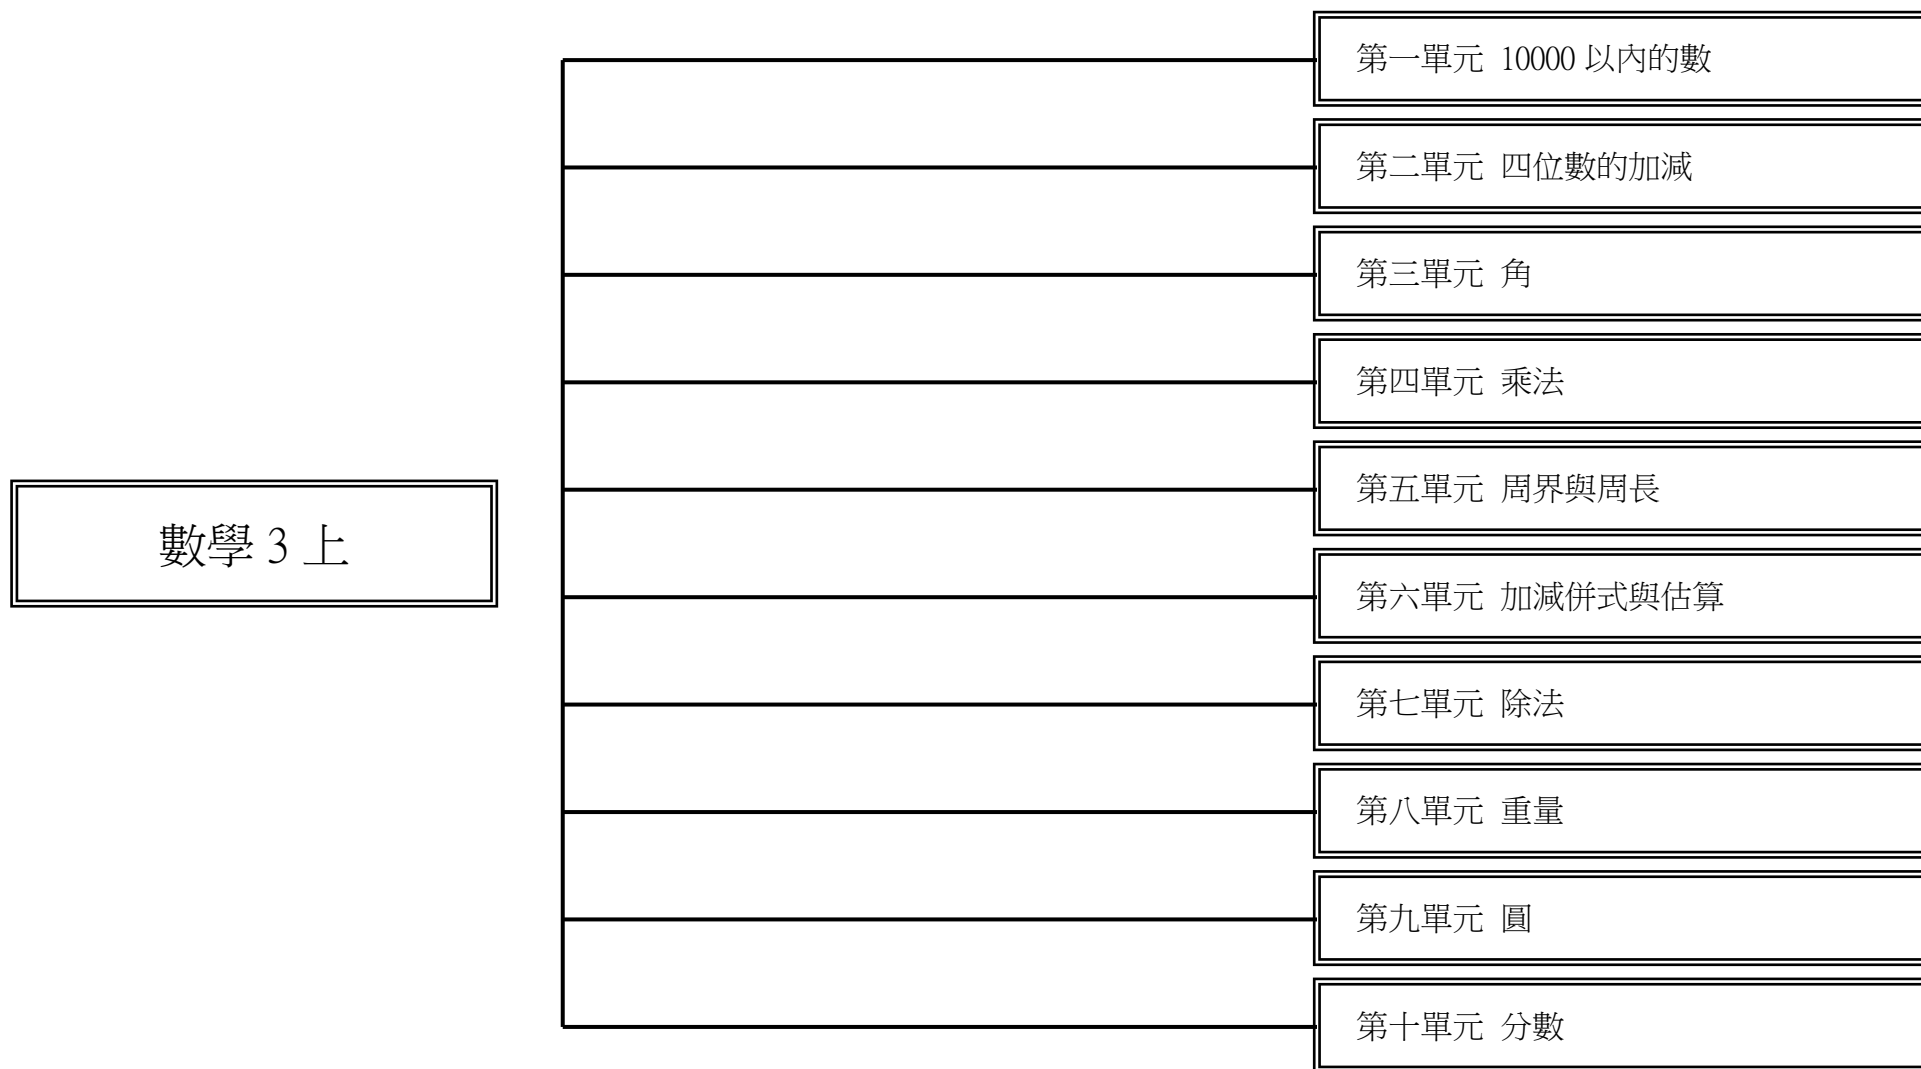 數學 3 上
第一單元 10000 以內的數
第二單元 四位數的加減
第三單元 角
第四單元 乘法
第五單元 周界與周長
第六單元 加減併式與估算
第七單元 除法
第八單元 重量
第九單元 圓
第十單元 分數